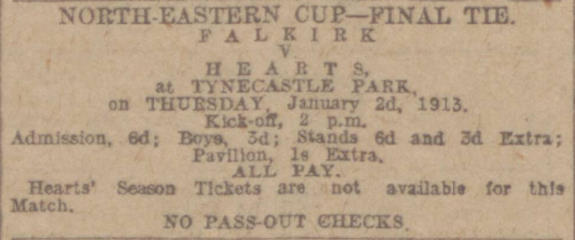 NORTH-EASTERN CUP—FINAL TIE.
FALKIRK
V
HEARTS,
at TYNECASTLE PARK,
on THURSDAY, January 2d, 1913.
Kick-off, 2 p.m.
Admission, 6d; Boys, 3d; Stands 6d and 3d Extra;
Pavilion, 1s Extra.
ALL PAY.
Hearts' Season Tickets are not available for this
Match.
NO PASS-OUT CHECKS.